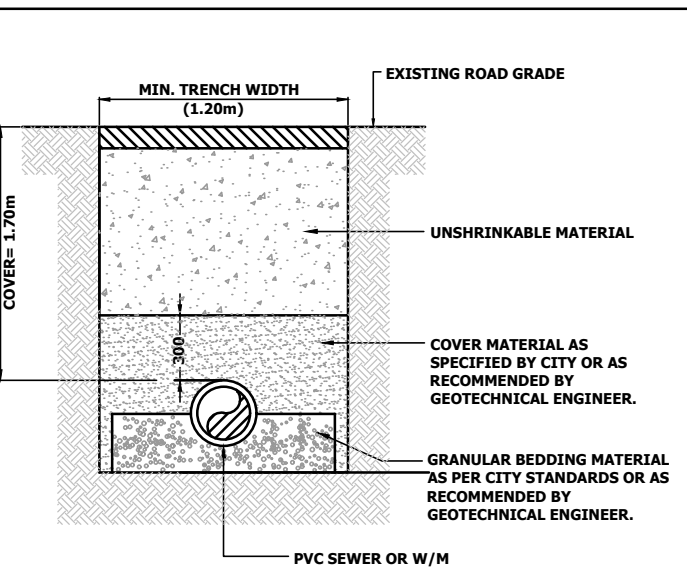 EXISTING ROAD GRADE
MIN. TRENCH WIDTH
(1.20m)
COVER= 1.70m
UNSHRINKABLE MATERIAL
300
COVER MATERIAL AS
SPECIFIED BY CITY OR AS
RECOMMENDED BY
GEOTECHNICAL ENGINEER.
GRANULAR BEDDING MATERIAL
AS PER CITY STANDARDS OR AS
RECOMMENDED BY
GEOTECHNICAL ENGINEER.
PVC SEWER OR W/M